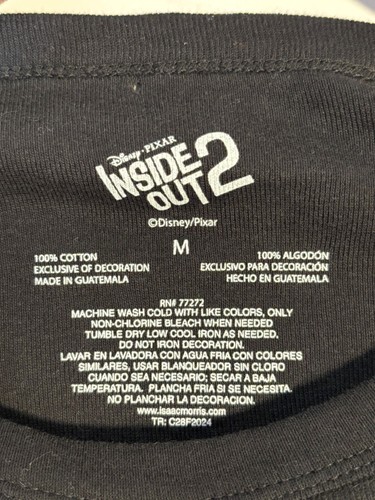 Disney · PIXAR
INSIDE
OUT 2
©Disney/Pixar
M
100% COTTON
EXCLUSIVE OF DECORATION
MADE IN GUATEMALA
100% ALGODÓN
EXCLUSIVO PARA DECORACIÓN
HECHO EN GUATEMALA
RN# 77272
MACHINE WASH COLD WITH LIKE COLORS, ONLY
NON-CHLORINE BLEACH WHEN NEEDED
TUMBLE DRY LOW COOL IRON AS NEEDED.
DO NOT IRON DECORATION.
LAVAR EN LAVADORA CON AGUA FRIA CON COLORES
SIMILARES, USAR BLANQUEADOR SIN CLORO
CUANDO SEA NECESARIO; SECAR A BAJA
TEMPERATURA. PLANCHA FRIA SI SE NECESITA.
NO PLANCHAR LA DECORACION.
www.isaacmorris.com
TR: C28F2024